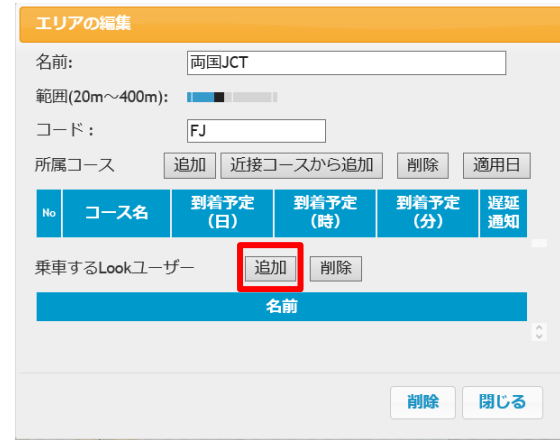 エリアの編集
名前: 両国JCT
範囲(20m～400m):
コード： FJ
所属コース 追加 近接コースから追加 削除 適用日
No コース名 到着予定(日) 到着予定(時) 到着予定(分) 遅延通知
乗車するLookユーザー 追加 削除
名前
削除 閉じる